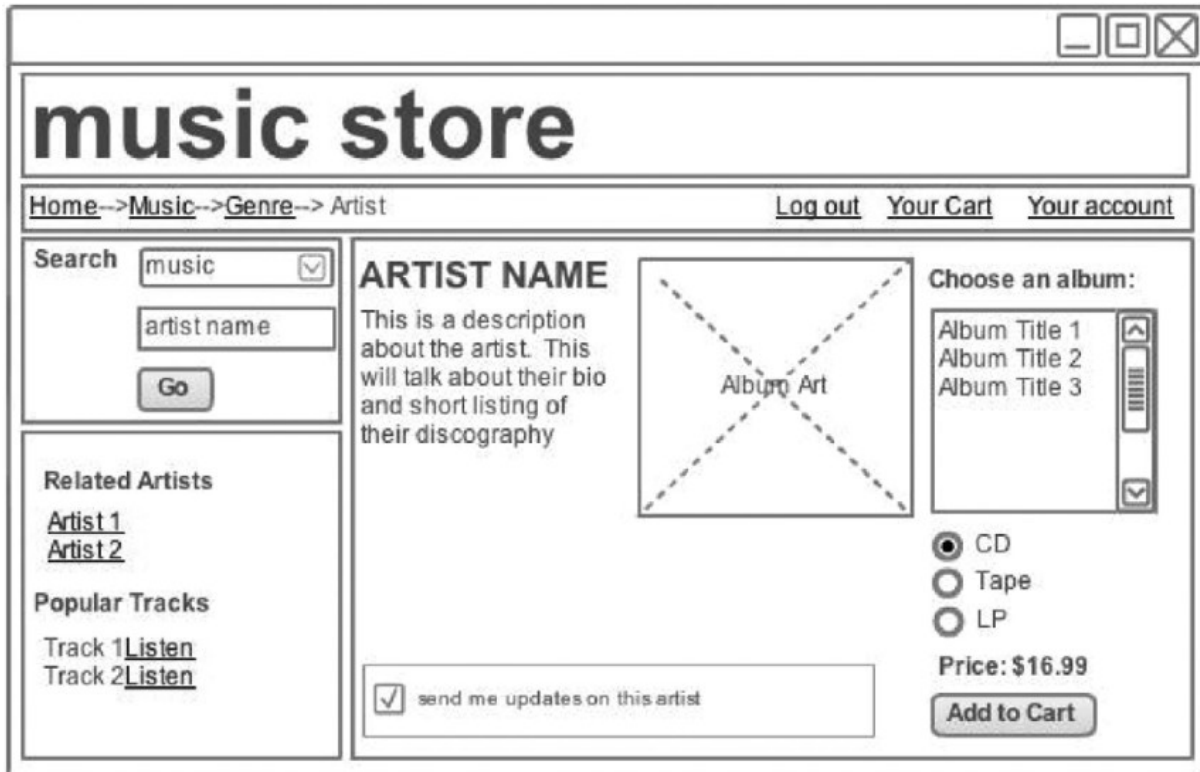 music store
Home-->Music-->Genre--> Artist
Log out Your Cart Your account
Search music
artist name
Go
Related Artists
Artist 1
Artist 2
Popular Tracks
Track 1Listen
Track 2Listen
ARTIST NAME
This is a description
about the artist. This
will talk about their bio
and short listing of
their discography
Album Art
send me updates on this artist
Choose an album:
Album Title 1
Album Title 2
Album Title 3
CD
Tape
LP
Price: $16.99
Add to Cart